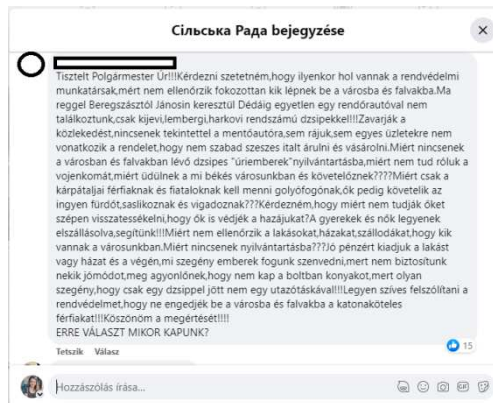 Сільська Рада bejegyzése
Tisztelt Polgármester Úr!!!Kérdezni szetetném,hogy ilyenkor hol vannak a rendvédelmi
munkatársak,mért nem ellenőrzik fokozottan kik lépnek be a városba és falvakba.Ma
reggel Beregszásztól Jánosin keresztül Dédáig egyetlen egy rendőrautóval nem
találkoztunk,csak kijevi,lembergi,harkovi rendszámú dzsipekkel!!!Zavarják a
közlekedést,nincsenek tekintettel a mentőautóra,sem rájuk,sem egyes üzletekre nem
vonatkozik a rendelet,hogy nem szabad szeszes italt árulni és vásárolni.Miért nincsenek
a városban és falvakban lévő dzsipes "úriemberek"nyilvántartásba,miért nem tud róluk a
vojenkomát,miért üdülnek a mi békés városunkban és követelőznek????Miért csak a
kárpátaljai férfiaknak és fiataloknak kell menni golyófogónak,ők pedig követelik az
ingyen fürdőt,saslikoznak és vigadoznak???Kérdezném,hogy miért nem tudják őket
szépen visszatessékelni,hogy ők is védjék a hazájukat?A gyerekek és nők legyenek
elszállásolva,segítünk!!!Miért nem ellenőrzik a lakásokat,házakat,szállodákat,hogy kik
vannak a városunkban.Miért nincsenek nyilvántartásba???Jó pénzért kiadjuk a lakást
vagy házat és a végén,mi szegény emberek fogunk szenvedni,mert nem biztosítunk
nekik jómódot,meg agyonlőnek,hogy nem kap a boltban konyakot,mert olyan
szegény,hogy csak egy dzsippel jött nem egy utazótáskával!!!Legyen szíves felszólítani a
rendvédelmet,hogy ne engedjék be a városba és falvakba a katonaköteles
férfiakat!!!Köszönöm a megértését!!!!
ERRE VÁLASZT MIKOR KAPUNK?
15
Tetszik Válasz
Hozzászólás írása...
GIF